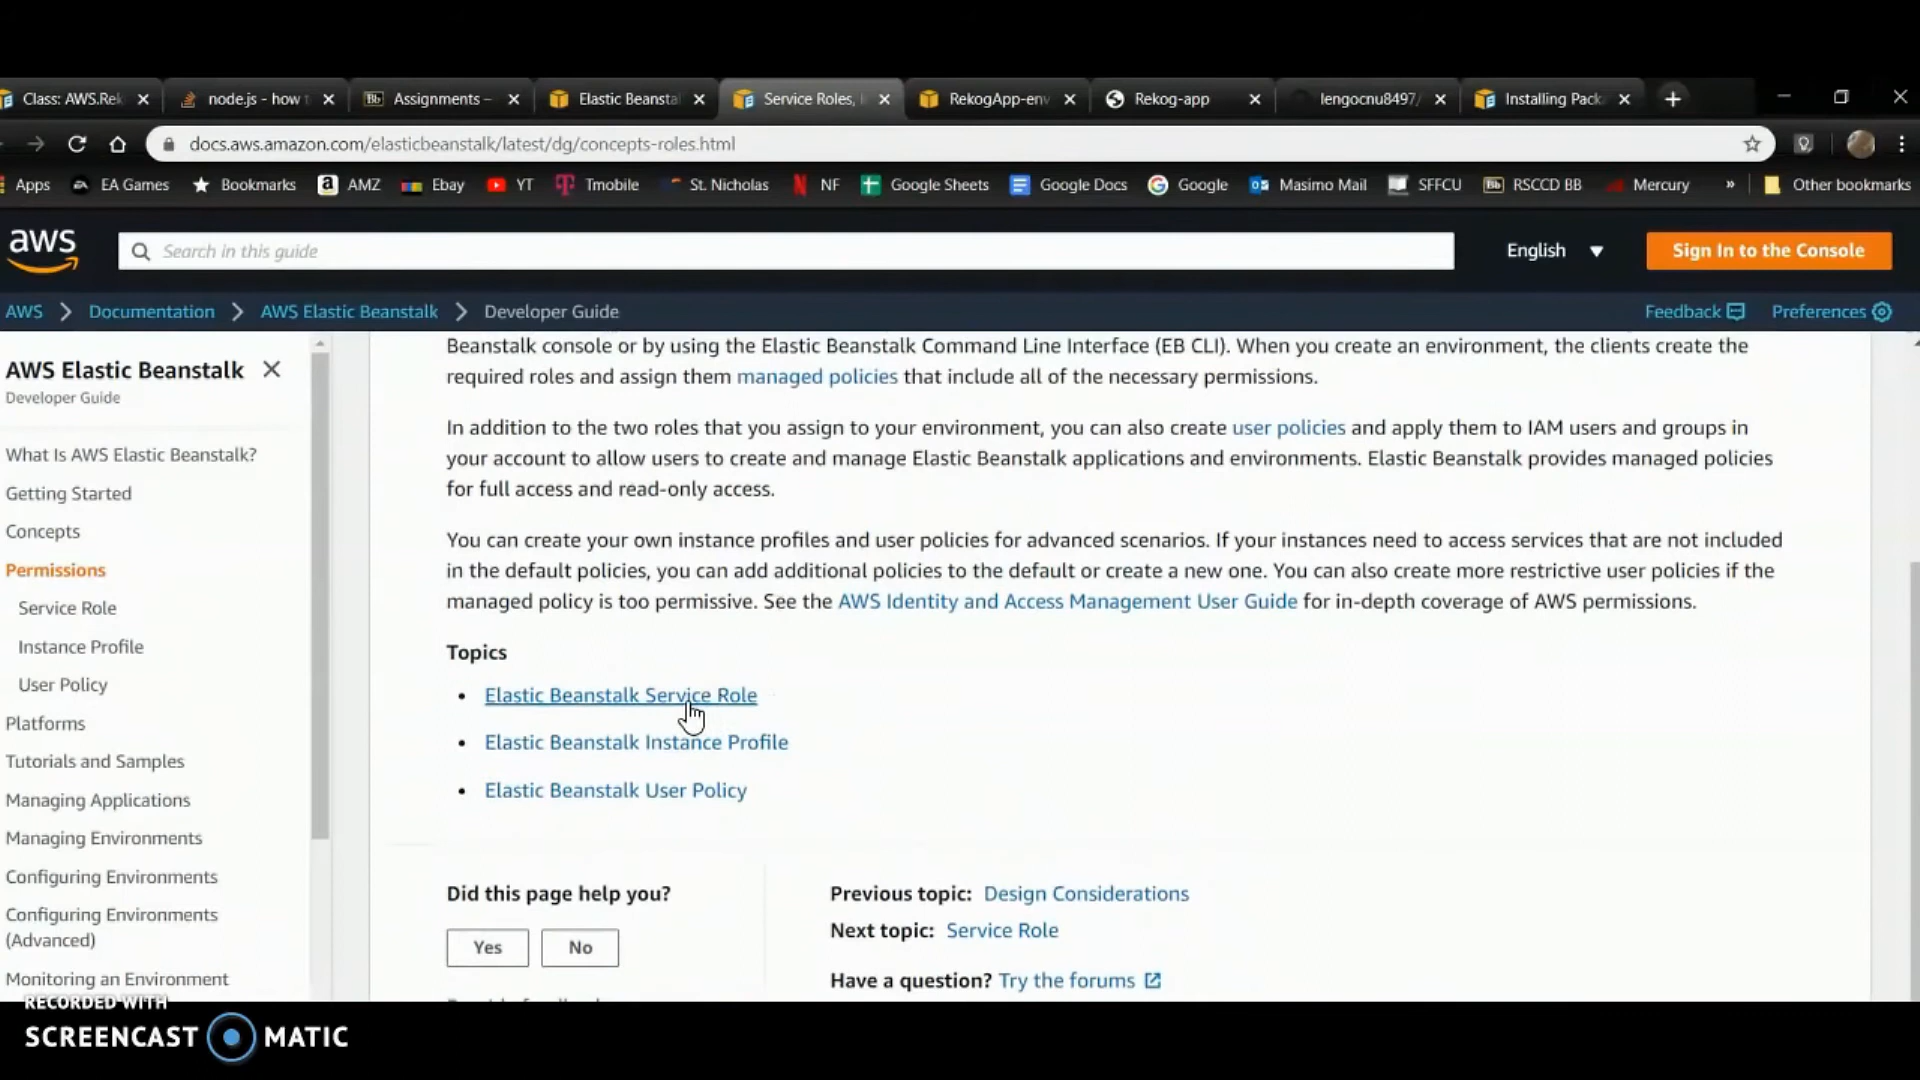 Class: AWS.Rek
node.js - how t
Assignments –
Elastic Beansta
Service Roles, I
RekogApp-env
Rekog-app
lengocnu8497/
Installing Pack
docs.aws.amazon.com/elasticbeanstalk/latest/dg/concepts-roles.html
Apps EA Games Bookmarks AMZ Ebay YT Tmobile St. Nicholas NF Google Sheets Google Docs Google Masimo Mail SFFCU RSCCD BB Mercury » Other bookmarks
aws Search in this guide English Sign In to the Console
AWS > Documentation > AWS Elastic Beanstalk > Developer Guide Feedback Preferences
AWS Elastic Beanstalk
Developer Guide
What Is AWS Elastic Beanstalk?
Getting Started
Concepts
Permissions
Service Role
Instance Profile
User Policy
Platforms
Tutorials and Samples
Managing Applications
Managing Environments
Configuring Environments
Configuring Environments
(Advanced)
Monitoring an Environment
Beanstalk console or by using the Elastic Beanstalk Command Line Interface (EB CLI). When you create an environment, the clients create the
required roles and assign them managed policies that include all of the necessary permissions.
In addition to the two roles that you assign to your environment, you can also create user policies and apply them to IAM users and groups in
your account to allow users to create and manage Elastic Beanstalk applications and environments. Elastic Beanstalk provides managed policies
for full access and read-only access.
You can create your own instance profiles and user policies for advanced scenarios. If your instances need to access services that are not included
in the default policies, you can add additional policies to the default or create a new one. You can also create more restrictive user policies if the
managed policy is too permissive. See the AWS Identity and Access Management User Guide for in-depth coverage of AWS permissions.
Topics
• Elastic Beanstalk Service Role
• Elastic Beanstalk Instance Profile
• Elastic Beanstalk User Policy
Did this page help you?
Yes No
Previous topic: Design Considerations
Next topic: Service Role
Have a question? Try the forums
RECORDED WITH
SCREENCAST MATIC